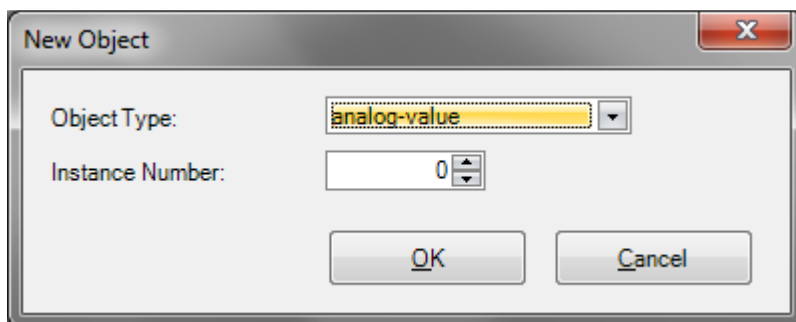 New Object
Object Type: analog-value
Instance Number: 0
OK Cancel